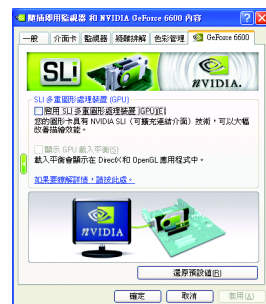 隨插即用監視器 和 NVIDIA GeForce 6600 內容
一般 介面卡 監視器 疑難排解 色彩管理 GeForce 6600
SLI
nVIDIA.
SLI 多重圖形處理裝置 (GPU)
啟用 SLI 多重圖形處理裝置 (GPU)(E)
您的圖形卡具有 NVIDIA SLI（可擴充連結介面）技術，可以大幅
改善描繪效能。
顯示 GPU 載入平衡(S)
載入平衡會顯示在 DirectX 和 OpenGL 應用程式中。
如果要瞭解詳情，請按此處。
nVIDIA
還原預設值(R)
確定 取消 套用(A)